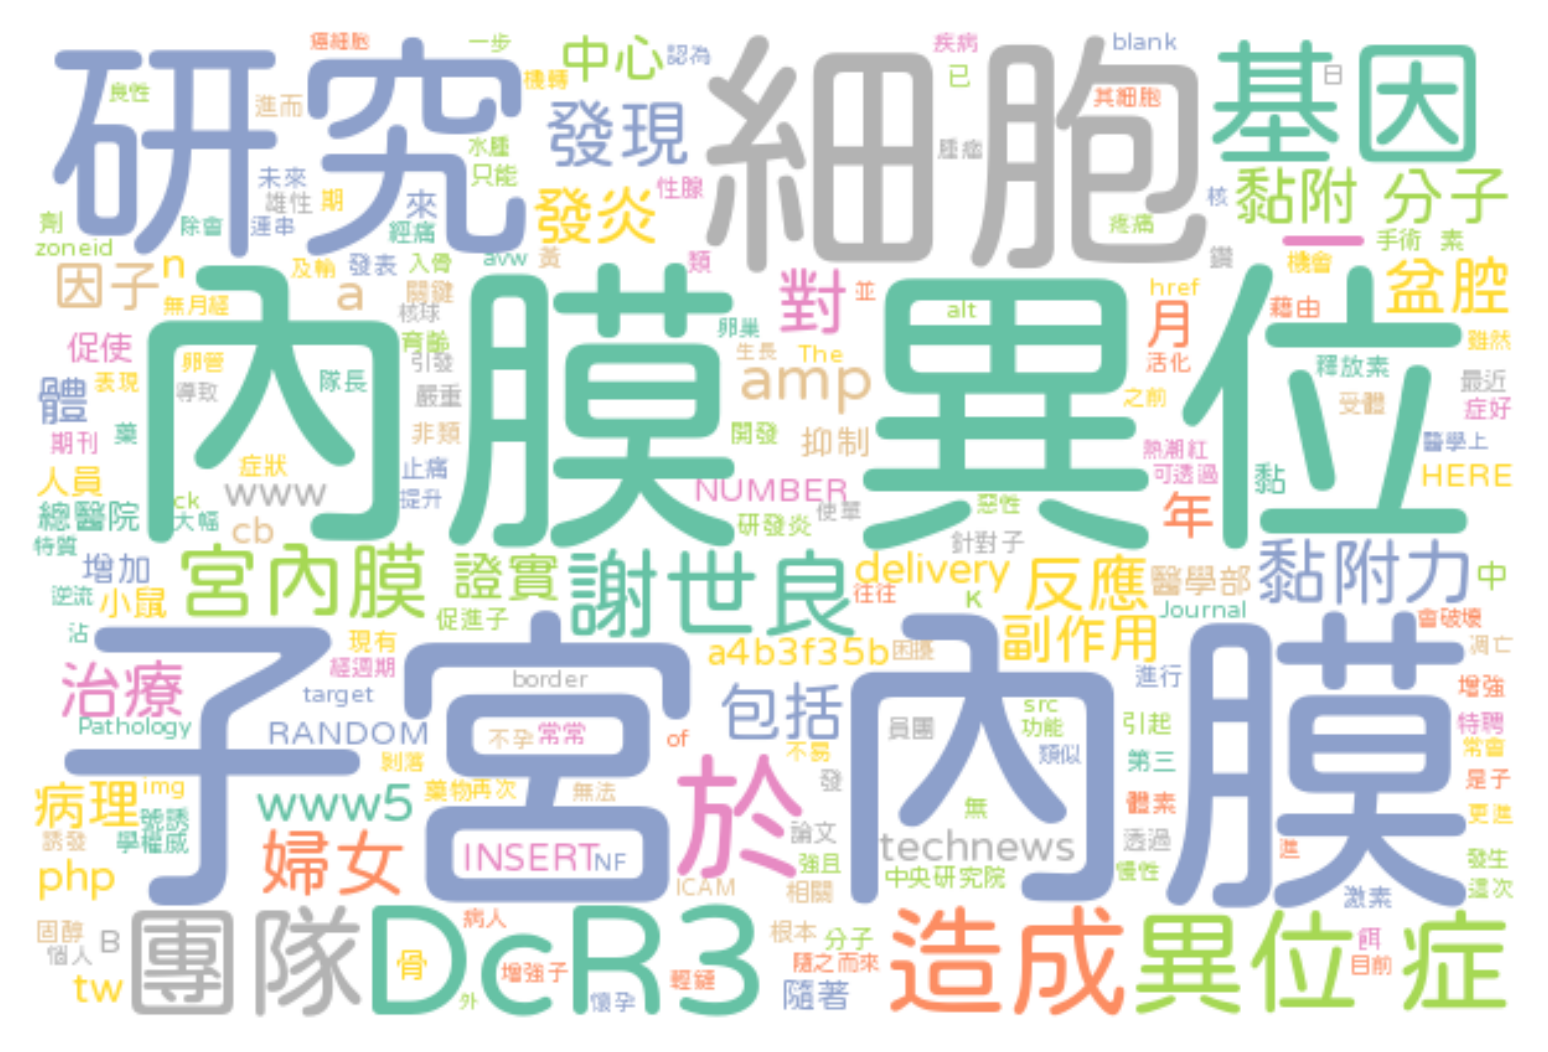 癌細胞 一步 中心 認為 疾病 blank
研究 細胞 基因
良性 進而 機轉 發現 已 其細胞 日
水腫 腫瘤
未來 雄性 期 來 只能 發炎 性腺 核 黏附 分子
劑 除會 連串 經痛 疼痛 一 手術 素
zoneid avw 黃 類 鑽 機會
因子 n 及輸 發表 入骨 對 並 href 盆腔
無月經 a 關鍵 核球 卵巢 alt 月 藉由
內膜 異位
促使 卵管 育齡 引發 生長 The 活化 釋放素 雖然
體 表現 導致 隊長 嚴重 amp 之前 受體 最近 症好
期刊 藥 非類 開發 抑制 熱潮紅 醫學上
人員 症狀 止痛 可透過 黏 HERE
www ck 提升 NUMBER 使單 惡性 年
總醫院 大幅 cb 研發炎
特質 針對子
增加 宮內膜 證實 謝世良 delivery 反應 醫學部 黏附力 中
逆流 小鼠 促進子 往往 K Journal 會破壞
沾 現有 a4b3f35b 困擾 副作用 凋亡
子宮 內膜
治療 經週期 target border 包括 進行 增強
Pathology RANDOM 不孕 常常 of 員團 src 功能 引起 特聘
剝落 不易 類似 第三 常會
病理 img www5 藥物 再次 無法 於 發 無 體素 是子
號誘 論文 technews 透過 更進
誘發 學權威 婦女 INSERT NF 強且 進 發生
php ICAM 相關 中央研究院 慢性 激素 這次
固醇 B 團隊 DcR3 病人 根本 分子 造成 異位 症 餌
惱人 骨 增強子 輕鏈 隨之而來 目前
tw 外 懷孕 隨著